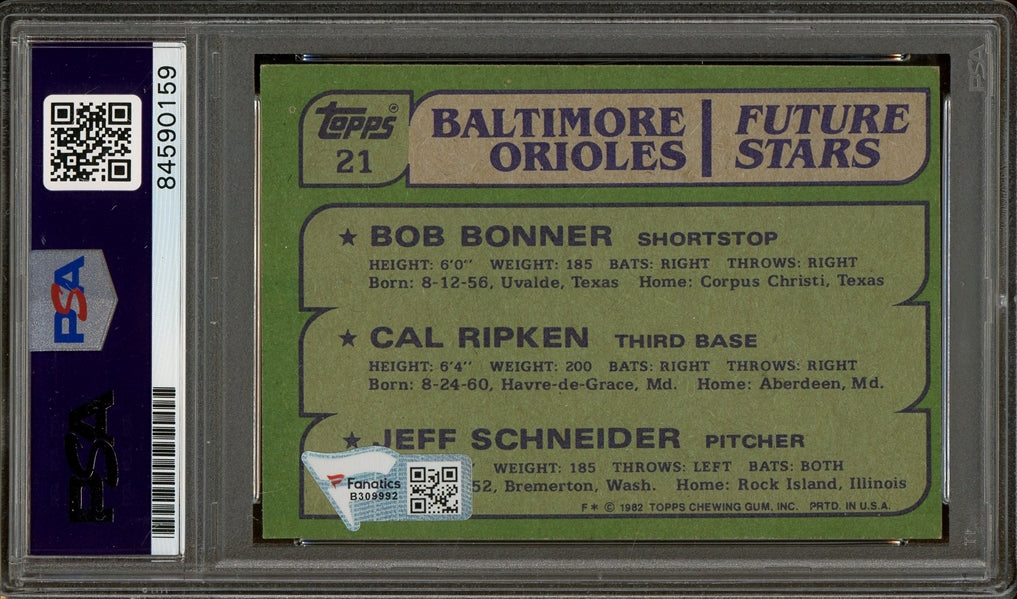 84590159
PSA
PSA
PSA
Topps®
21
BALTIMORE
ORIOLES
FUTURE
STARS
★ BOB BONNER SHORTSTOP
HEIGHT: 6'0" WEIGHT: 185 BATS: RIGHT THROWS: RIGHT
Born: 8-12-56, Uvalde, Texas Home: Corpus Christi, Texas
★ CAL RIPKEN THIRD BASE
HEIGHT: 6'4" WEIGHT: 200 BATS: RIGHT THROWS: RIGHT
Born: 8-24-60, Havre-de-Grace, Md. Home: Aberdeen, Md.
★ JEFF SCHNEIDER PITCHER
WEIGHT: 185 THROWS: LEFT BATS: BOTH
52, Bremerton, Wash. Home: Rock Island, Illinois
F* © 1982 TOPPS CHEWING GUM, INC. PRTD. IN U.S.A.
Fanatics
B309992